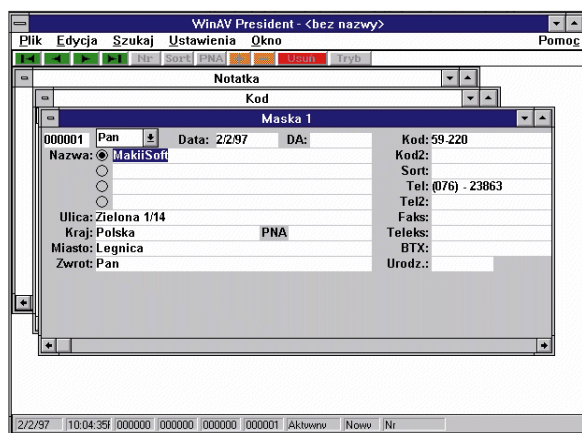 WinAV President - <bez nazwy>
Plik Edycja Szukaj Ustawienia Okno Pomoc
Nr Sort PNA Usuń Tryb
Notatka
Kod
Maska 1
000001 Pan Data: 2/2/97 DA: Kod: 59-220
Nazwa: MakiiSoft Kod2:
Sort:
Tel: (076) - 23863
Tel2:
Ulica: Zielona 1/14 Faks:
Kraj: Polska PNA Teleks:
Miasto: Legnica BTX:
Zwrot: Pan Urodz.:
2/2/97 10:04:35 000000 000000 000000 000001 Aktywny Nowy Nr